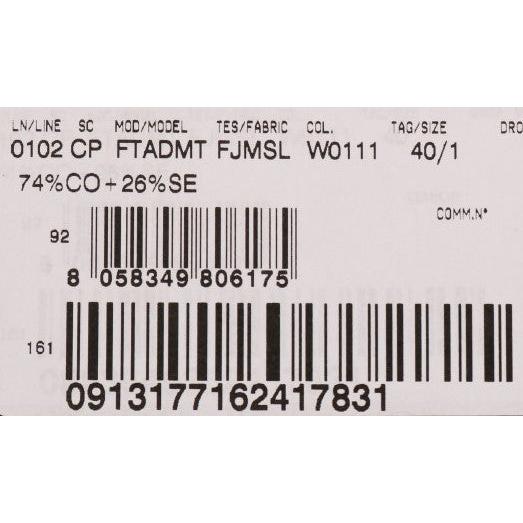 LN/LINE SC MOD/MODEL TES/FABRIC COL. TAG/SIZE DRO
0102 CP FTADMT FJMSL W0111 40/1
74%CO+26%SE
COMM.N°
92
8 058349 806175
161
0913177162417831